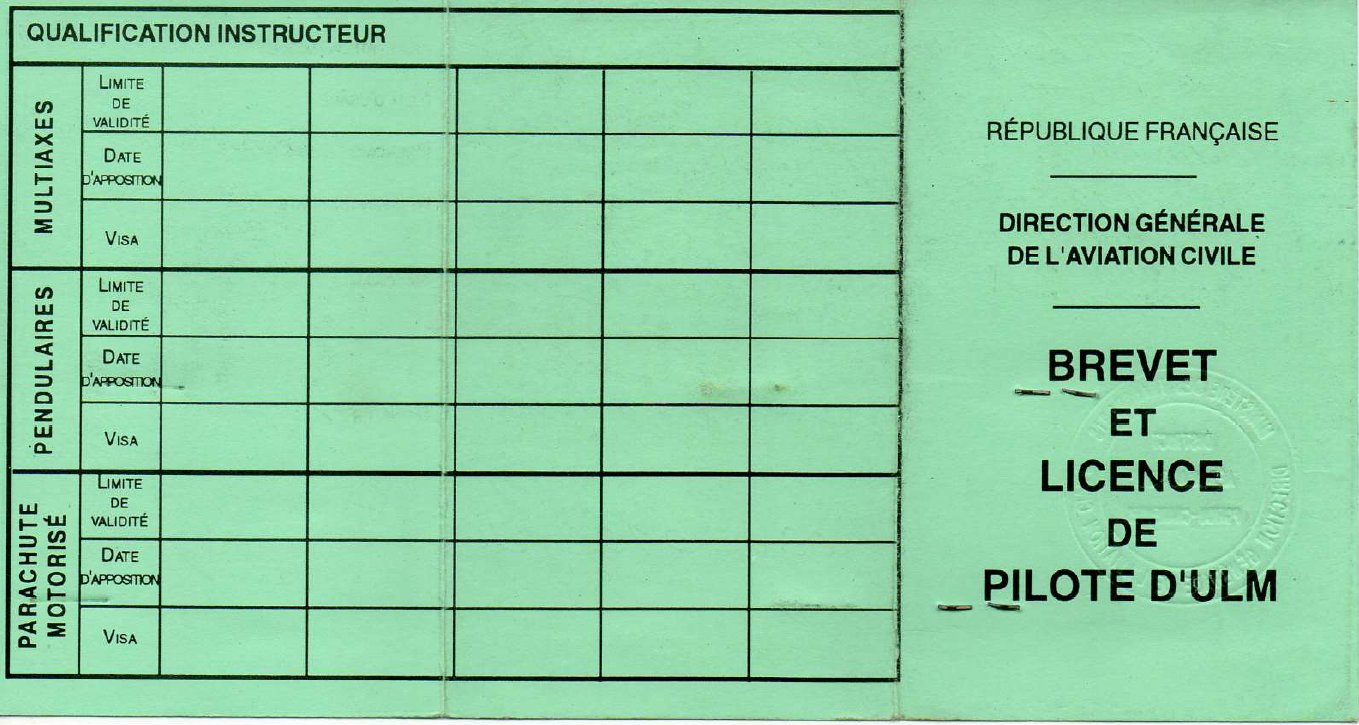 QUALIFICATION INSTRUCTEUR
MULTIAXES
LIMITE
DE
VALIDITÉ
DATE
D'APPOSITION
VISA
PENDULAIRES
LIMITE
DE
VALIDITÉ
DATE
D'APPOSITION
VISA
PARACHUTE
MOTORISÉ
LIMITE
DE
VALIDITÉ
DATE
D'APPOSITION
VISA
RÉPUBLIQUE FRANÇAISE
DIRECTION GÉNÉRALE
DE L'AVIATION CIVILE
BREVET
ET
LICENCE
DE
PILOTE D'ULM